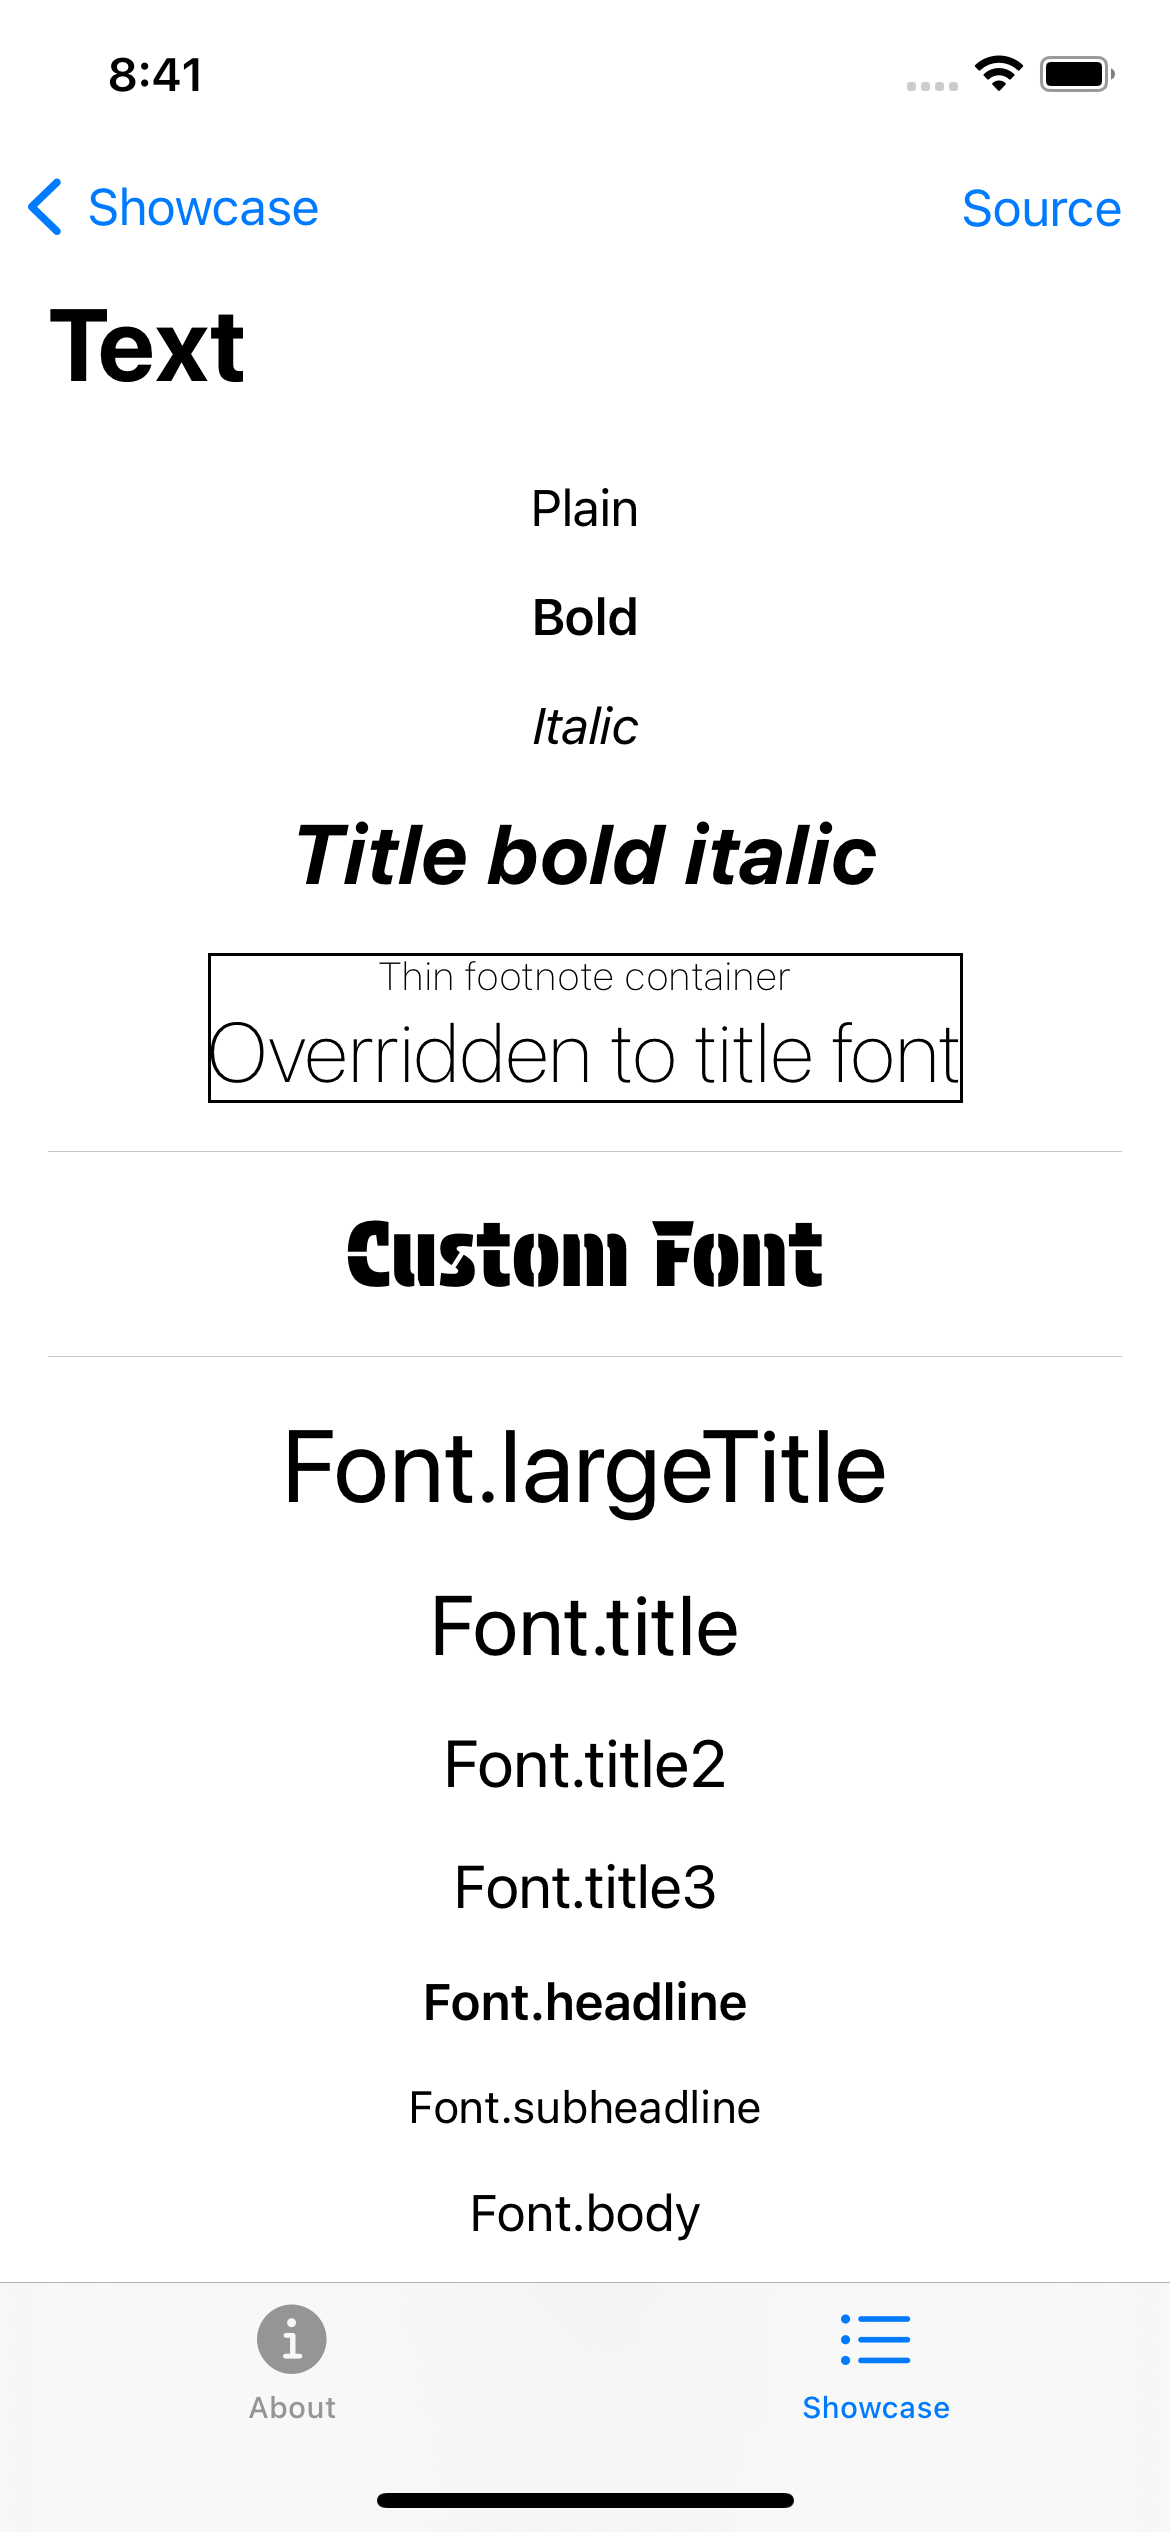 8:41
Showcase
Source
Text
Plain
Bold
Italic
Title bold italic
Thin footnote container
Overridden to title font
Custom Font
Font.largeTitle
Font.title
Font.title2
Font.title3
Font.headline
Font.subheadline
Font.body
About
Showcase